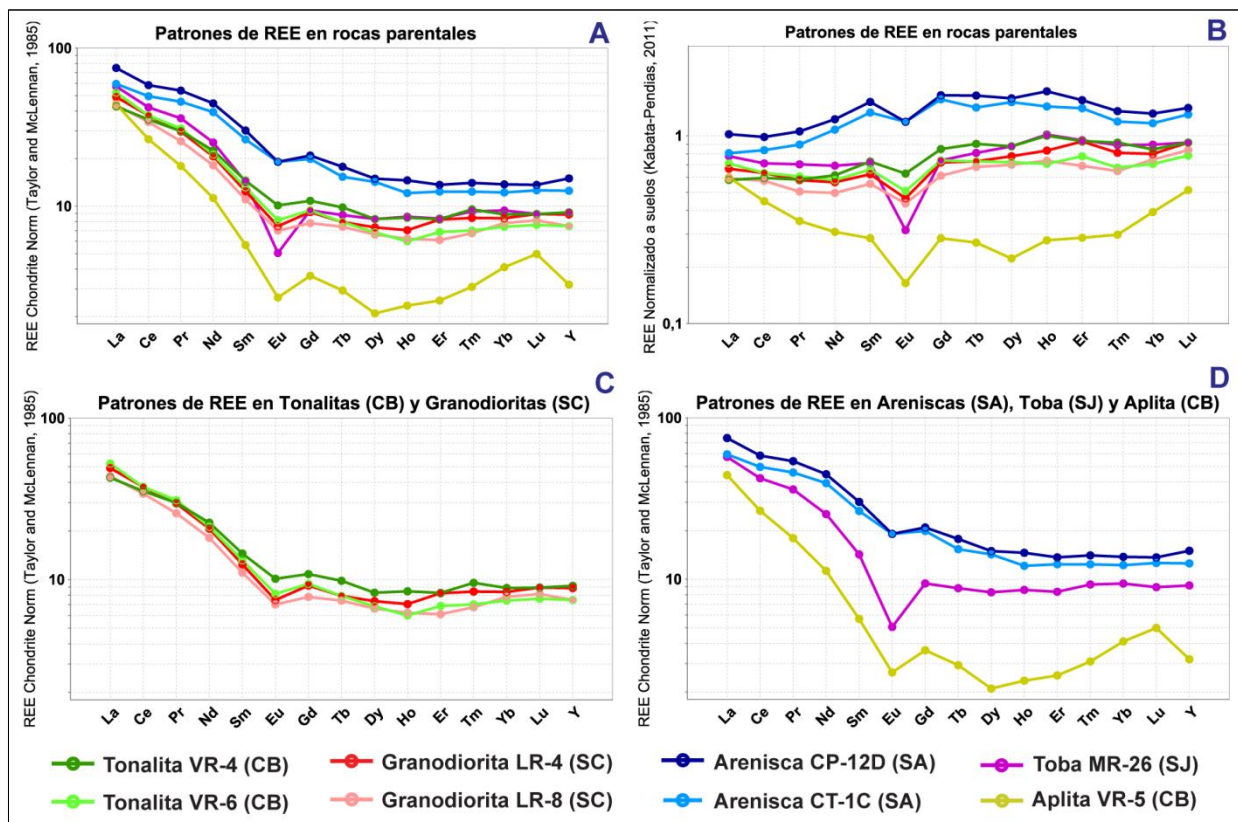 Patrones de REE en rocas parentales
A
REE Chondrite Norm (Taylor and McLennan, 1985)
100
10
La Ce Pr Nd Sm Eu Gd Tb Dy Ho Er Tm Yb Lu Y
Patrones de REE en rocas parentales
B
REE Normalizado a suelos (Kabata-Pendias, 2011)
1
0,1
La Ce Pr Nd Sm Eu Gd Tb Dy Ho Er Tm Yb Lu
C
Patrones de REE en Tonalitas (CB) y Granodioritas (SC)
REE Chondrite Norm (Taylor and McLennan, 1985)
100
10
La Ce Pr Nd Sm Eu Gd Tb Dy Ho Er Tm Yb Lu Y
D
Patrones de REE en Areniscas (SA), Toba (SJ) y Aplita (CB)
REE Chondrite Norm (Taylor and McLennan, 1985)
100
10
La Ce Pr Nd Sm Eu Gd Tb Dy Ho Er Tm Yb Lu Y
Tonalita VR-4 (CB)
Granodiorita LR-4 (SC)
Arenisca CP-12D (SA)
Toba MR-26 (SJ)
Tonalita VR-6 (CB)
Granodiorita LR-8 (SC)
Arenisca CT-1C (SA)
Aplita VR-5 (CB)